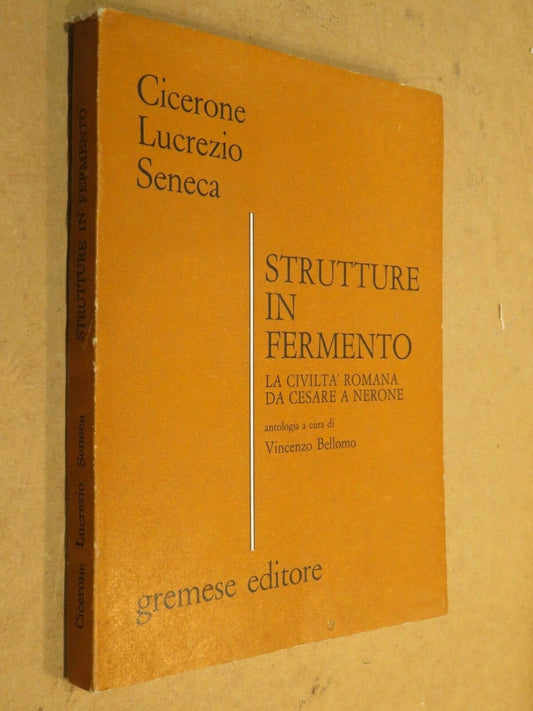 Cicerone
Lucrezio
Seneca
STRUTTURE
IN
FERMENTO
LA CIVILTA' ROMANA
DA CESARE A NERONE
antologia a cura di
Vincenzo Bellomo
gremese editore
Cicerone Lucrezio Seneca STRUTTURE IN FERMENTO